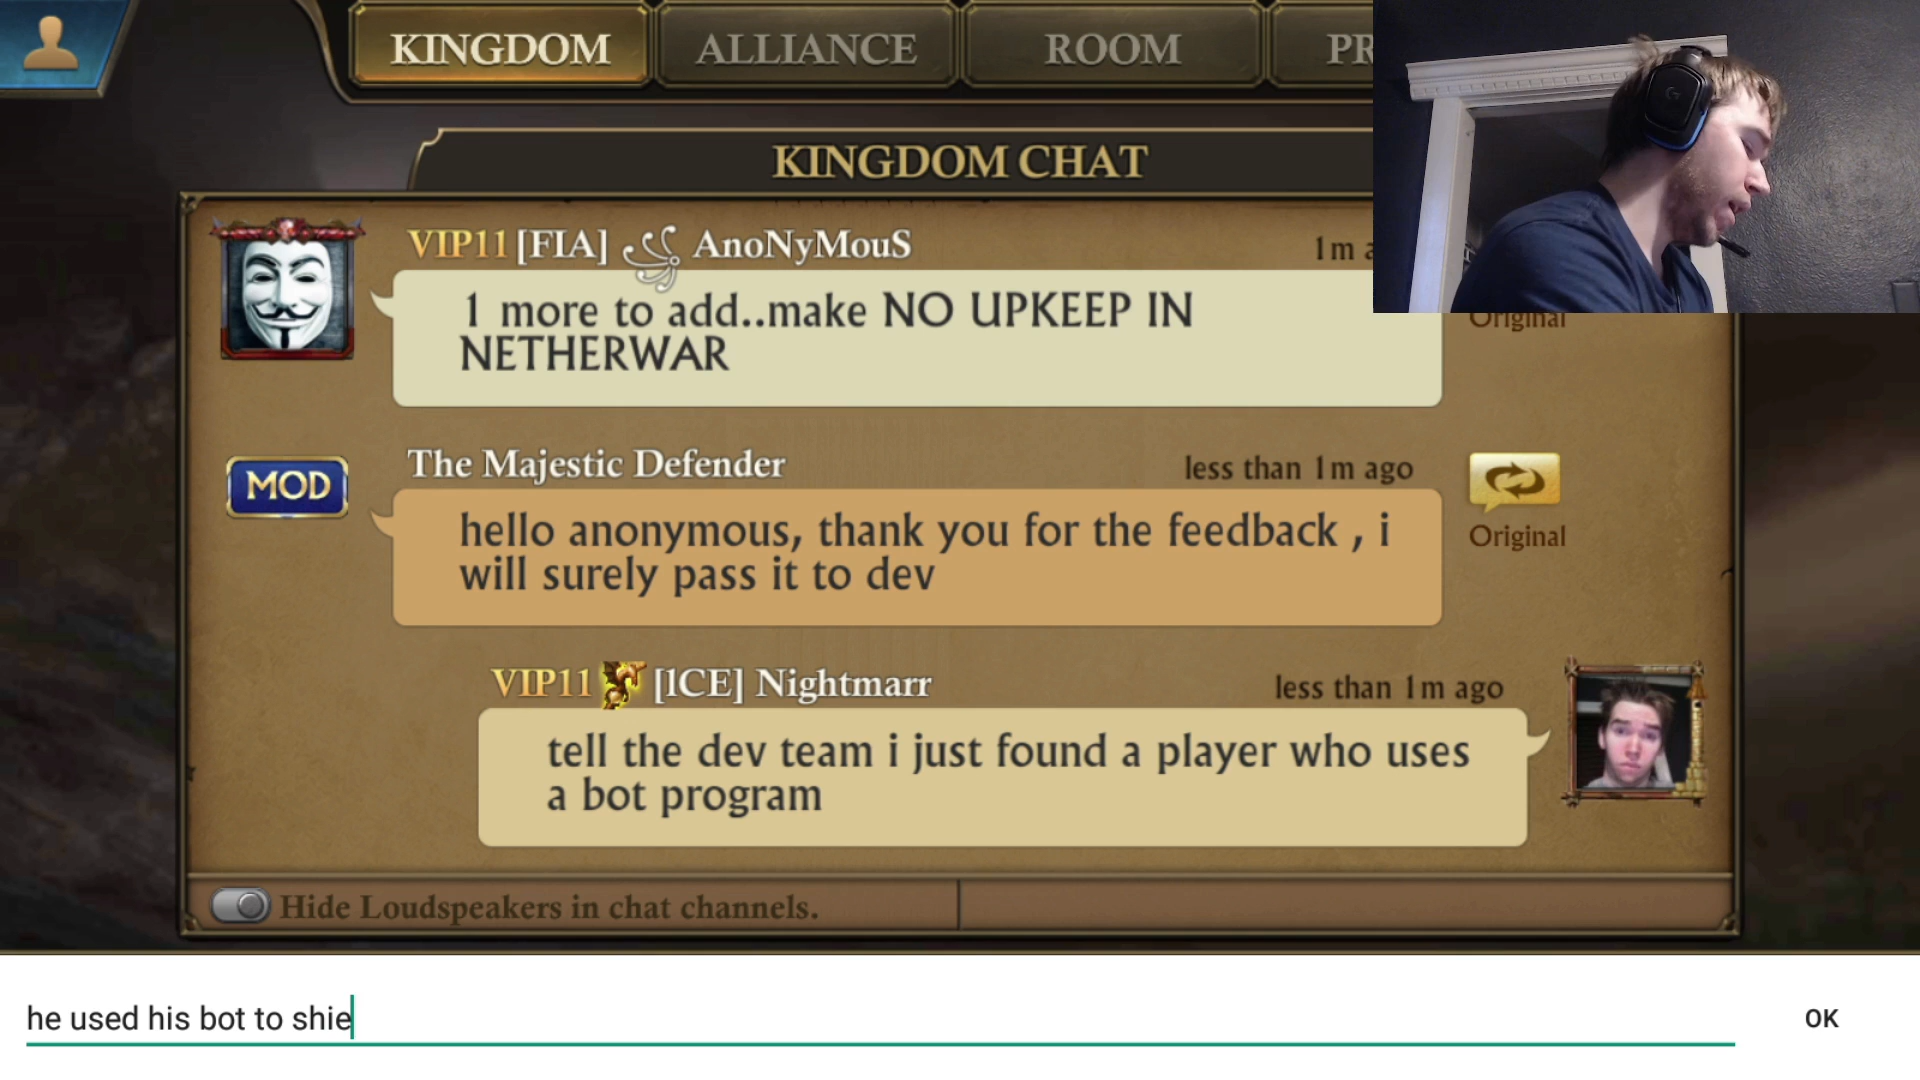 KINGDOM ALLIANCE ROOM PR
KINGDOM CHAT
VIP11 [FIA] AnoNyMouS 1m a
1 more to add..make NO UPKEEP IN
NETHERWAR
Original
The Majestic Defender less than 1m ago
MOD
hello anonymous, thank you for the feedback , i
will surely pass it to dev
Original
VIP11 [ICE] Nightmarr less than 1m ago
tell the dev team i just found a player who uses
a bot program
Hide Loudspeakers in chat channels.
he used his bot to shie
OK